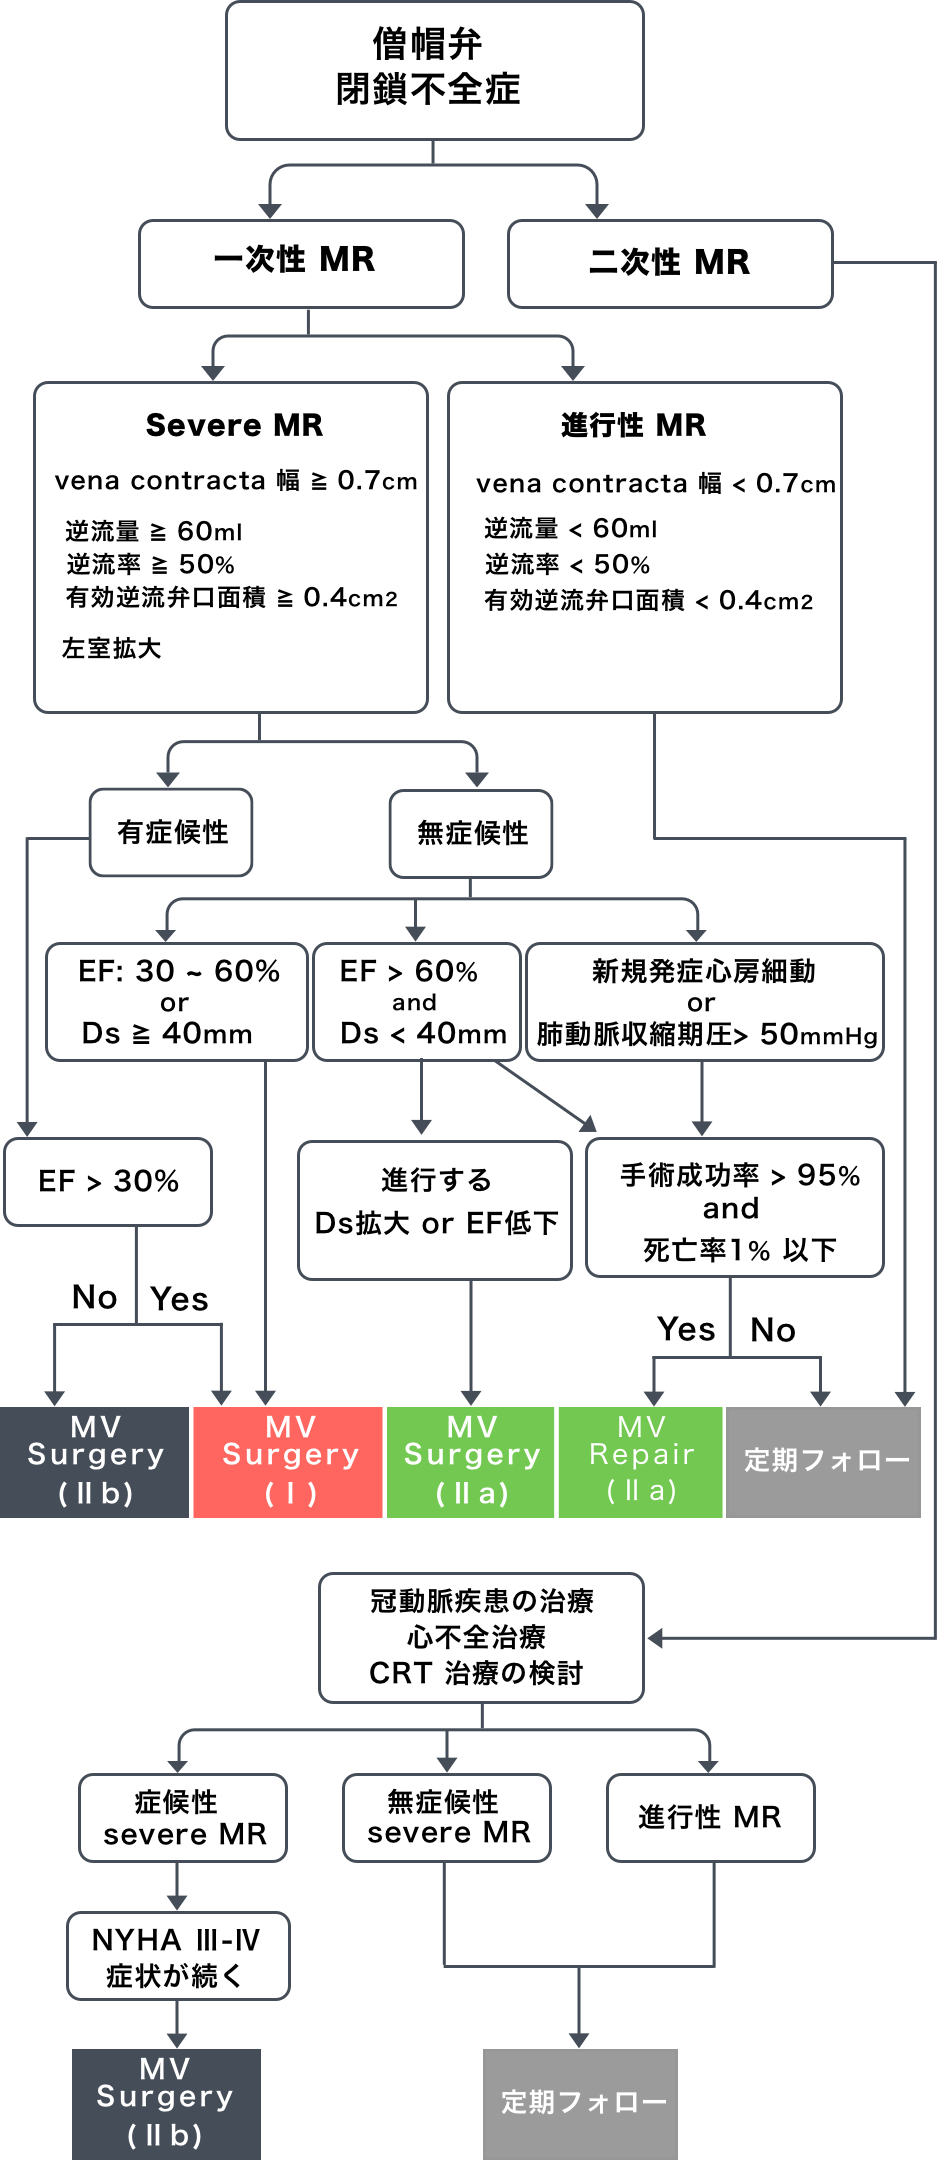 僧帽弁
閉鎖不全症
一次性 MR
二次性 MR
Severe MR
vena contracta 幅 ≧ 0.7cm
逆流量 ≧ 60ml
逆流率 ≧ 50%
有効逆流弁口面積 ≧ 0.4cm2
左室拡大
進行性 MR
vena contracta 幅 < 0.7cm
逆流量 < 60ml
逆流率 < 50%
有効逆流弁口面積 < 0.4cm2
有症候性
無症候性
EF: 30 ~ 60%
or
Ds ≧ 40mm
EF > 60%
and
Ds < 40mm
新規発症心房細動
or
肺動脈収縮期圧> 50mmHg
EF > 30%
進行する
Ds拡大 or EF低下
手術成功率 > 95%
and
死亡率1% 以下
No
Yes
Yes
No
MV
Surgery
(Ⅱb)
MV
Surgery
(Ⅰ)
MV
Surgery
(Ⅱa)
MV
Repair
(Ⅱa)
定期フォロー
冠動脈疾患の治療
心不全治療
CRT 治療の検討
症候性
severe MR
無症候性
severe MR
進行性 MR
NYHA Ⅲ-Ⅳ
症状が続く
MV
Surgery
(Ⅱb)
定期フォロー